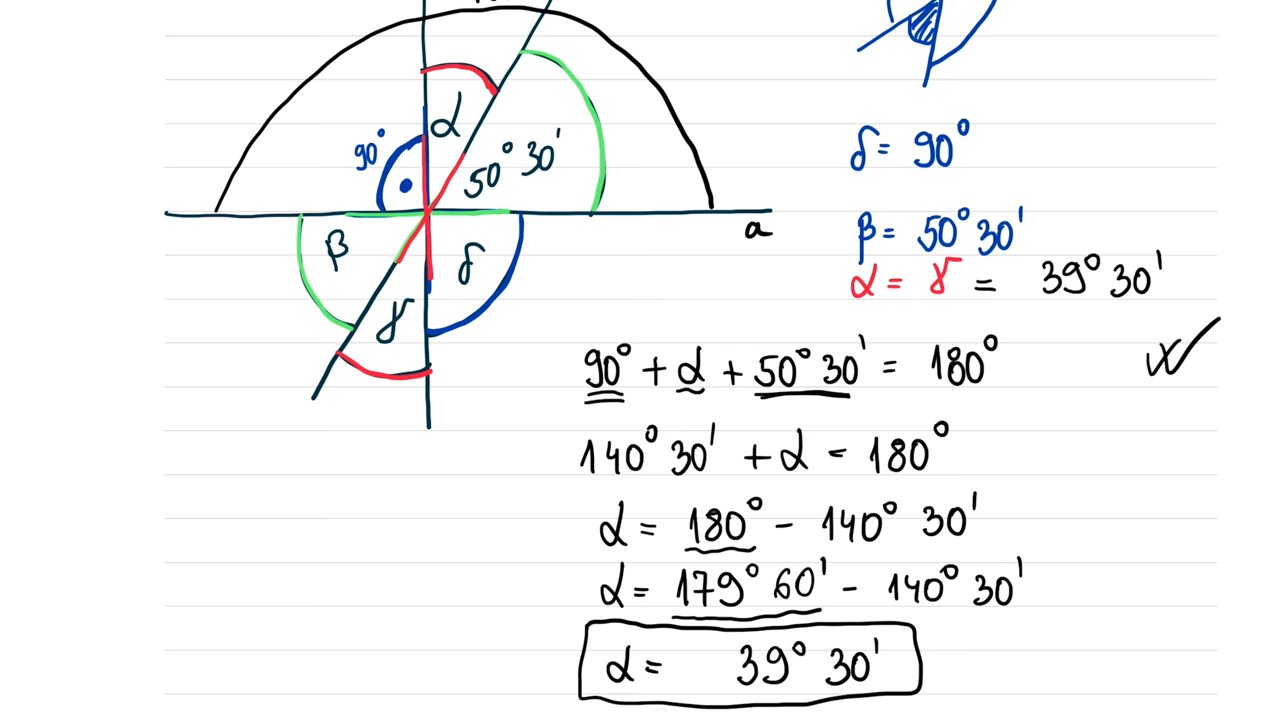 α
90°
50° 30'
a
β
δ
γ
δ = 90°
β = 50° 30'
α = γ = 39° 30'
90° + α + 50° 30' = 180°
140° 30' + α = 180°
α = 180° - 140° 30'
α = 179° 60' - 140° 30'
α = 39° 30'